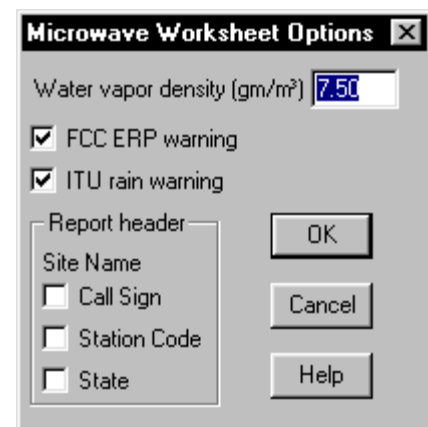 Microwave Worksheet Options
Water vapor density (gm/m³) 7.50
FCC ERP warning
ITU rain warning
Report header
Site Name
Call Sign
Station Code
State
OK
Cancel
Help